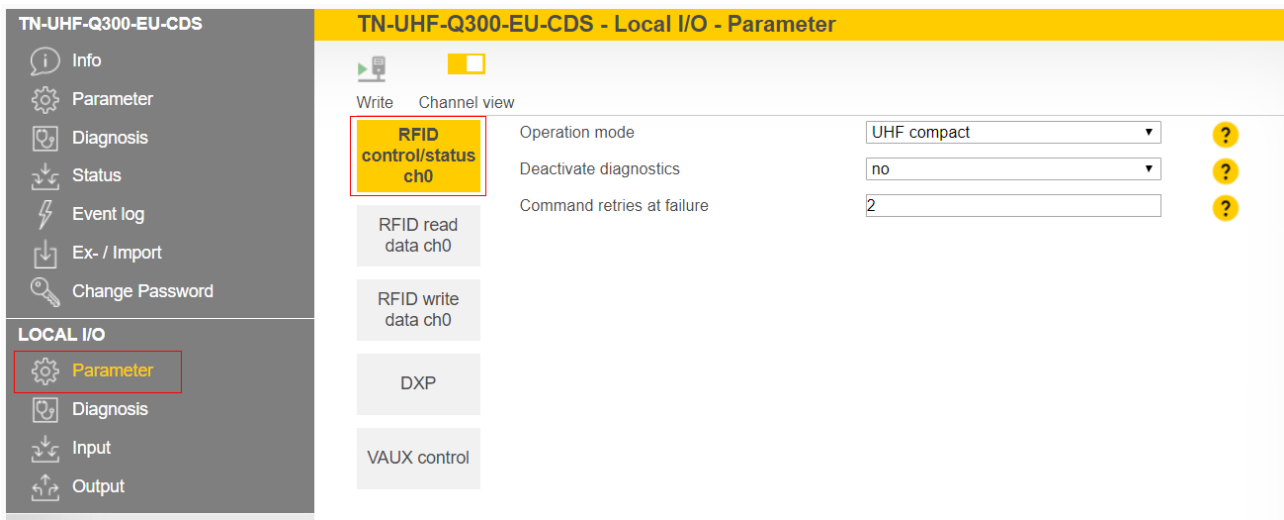 TN-UHF-Q300-EU-CDS
Info
Parameter
Diagnosis
Status
Event log
Ex- / Import
Change Password
LOCAL I/O
Parameter
Diagnosis
Input
Output
TN-UHF-Q300-EU-CDS - Local I/O - Parameter
Write Channel view
RFID
control/status
ch0
RFID read
data ch0
RFID write
data ch0
DXP
VAUX control
Operation mode UHF compact ?
Deactivate diagnostics no ?
Command retries at failure 2 ?